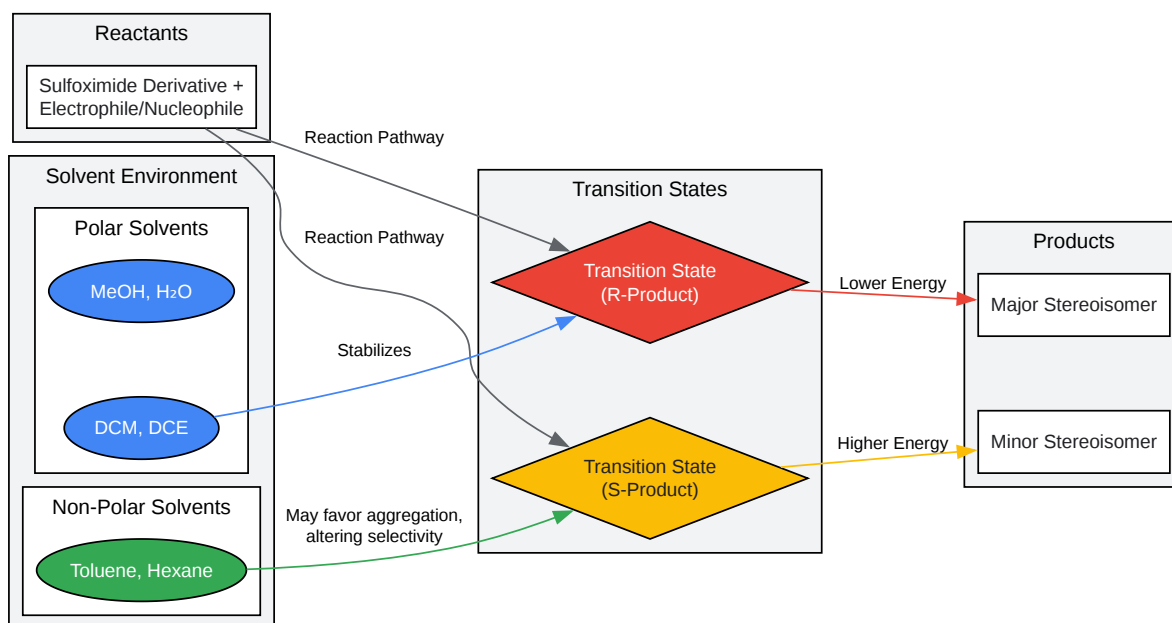 Reactants
Sulfoximide Derivative +
Electrophile/Nucleophile
Solvent Environment
Polar Solvents
MeOH, H₂O
DCM, DCE
Non-Polar Solvents
Toluene, Hexane
Reaction Pathway
Reaction Pathway
Stabilizes
May favor aggregation,
altering selectivity
Transition States
Transition State
(R-Product)
Transition State
(S-Product)
Lower Energy
Higher Energy
Products
Major Stereoisomer
Minor Stereoisomer